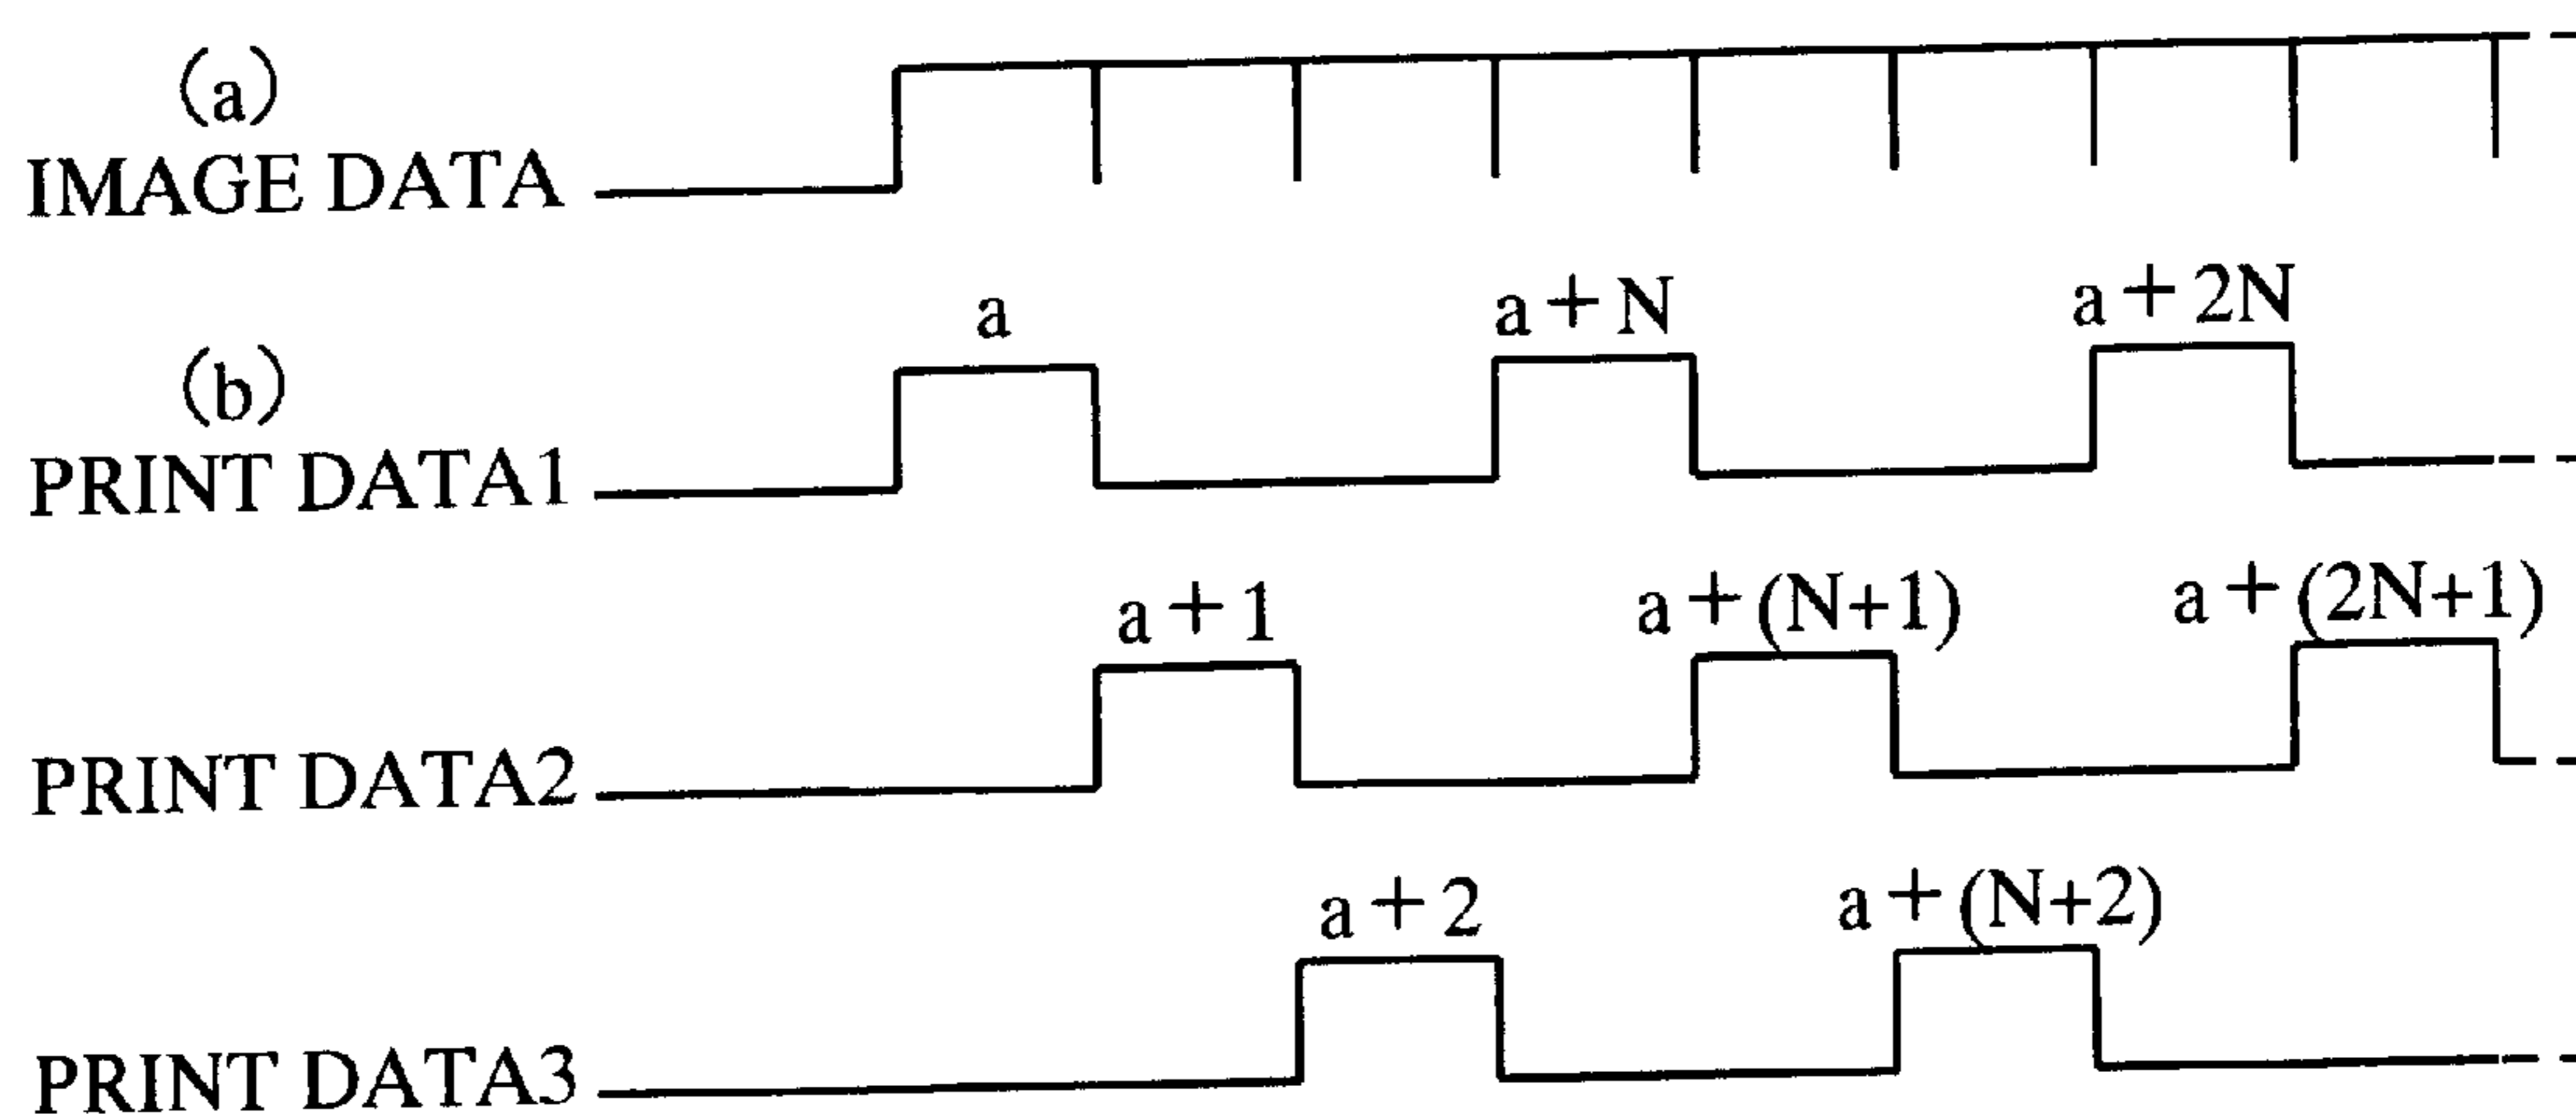 (a)
IMAGE DATA
a a+N a+2N
(b)
PRINT DATA1
a+1 a+(N+1) a+(2N+1)
PRINT DATA2
a+2 a+(N+2)
PRINT DATA3